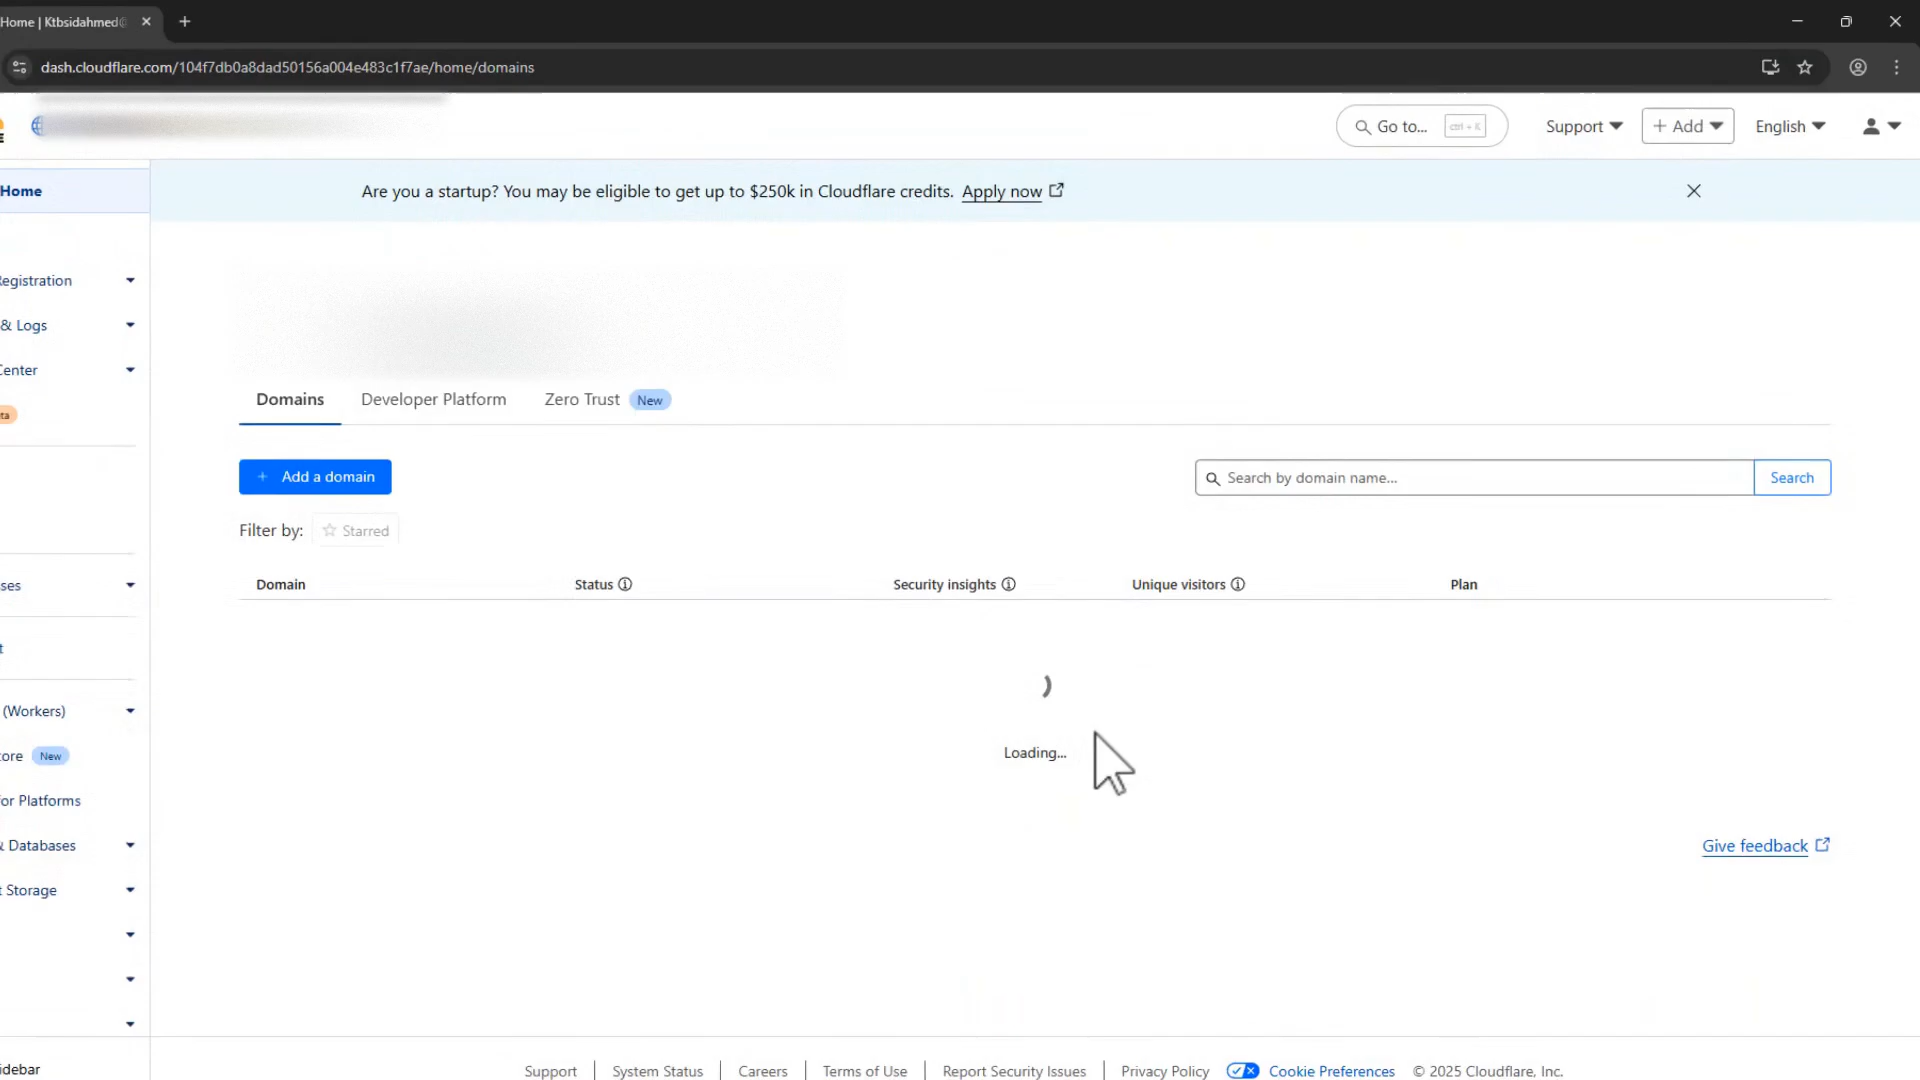 Home | Ktbsidahmed@
dash.cloudflare.com/104f7db0a8dad50156a004e483c1f7ae/home/domains
Go to... ctrl + K
Support
+ Add
English
Are you a startup? You may be eligible to get up to $250k in Cloudflare credits. Apply now
Home
Registration
& Logs
Center
ta
ses
t
(Workers)
ore New
for Platforms
& Databases
t Storage
idebar
Domains
Developer Platform
Zero Trust New
+ Add a domain
Search by domain name...
Search
Filter by: Starred
Domain Status Security insights Unique visitors Plan
Loading...
Give feedback
Support | System Status | Careers | Terms of Use | Report Security Issues | Privacy Policy Cookie Preferences © 2025 Cloudflare, Inc.